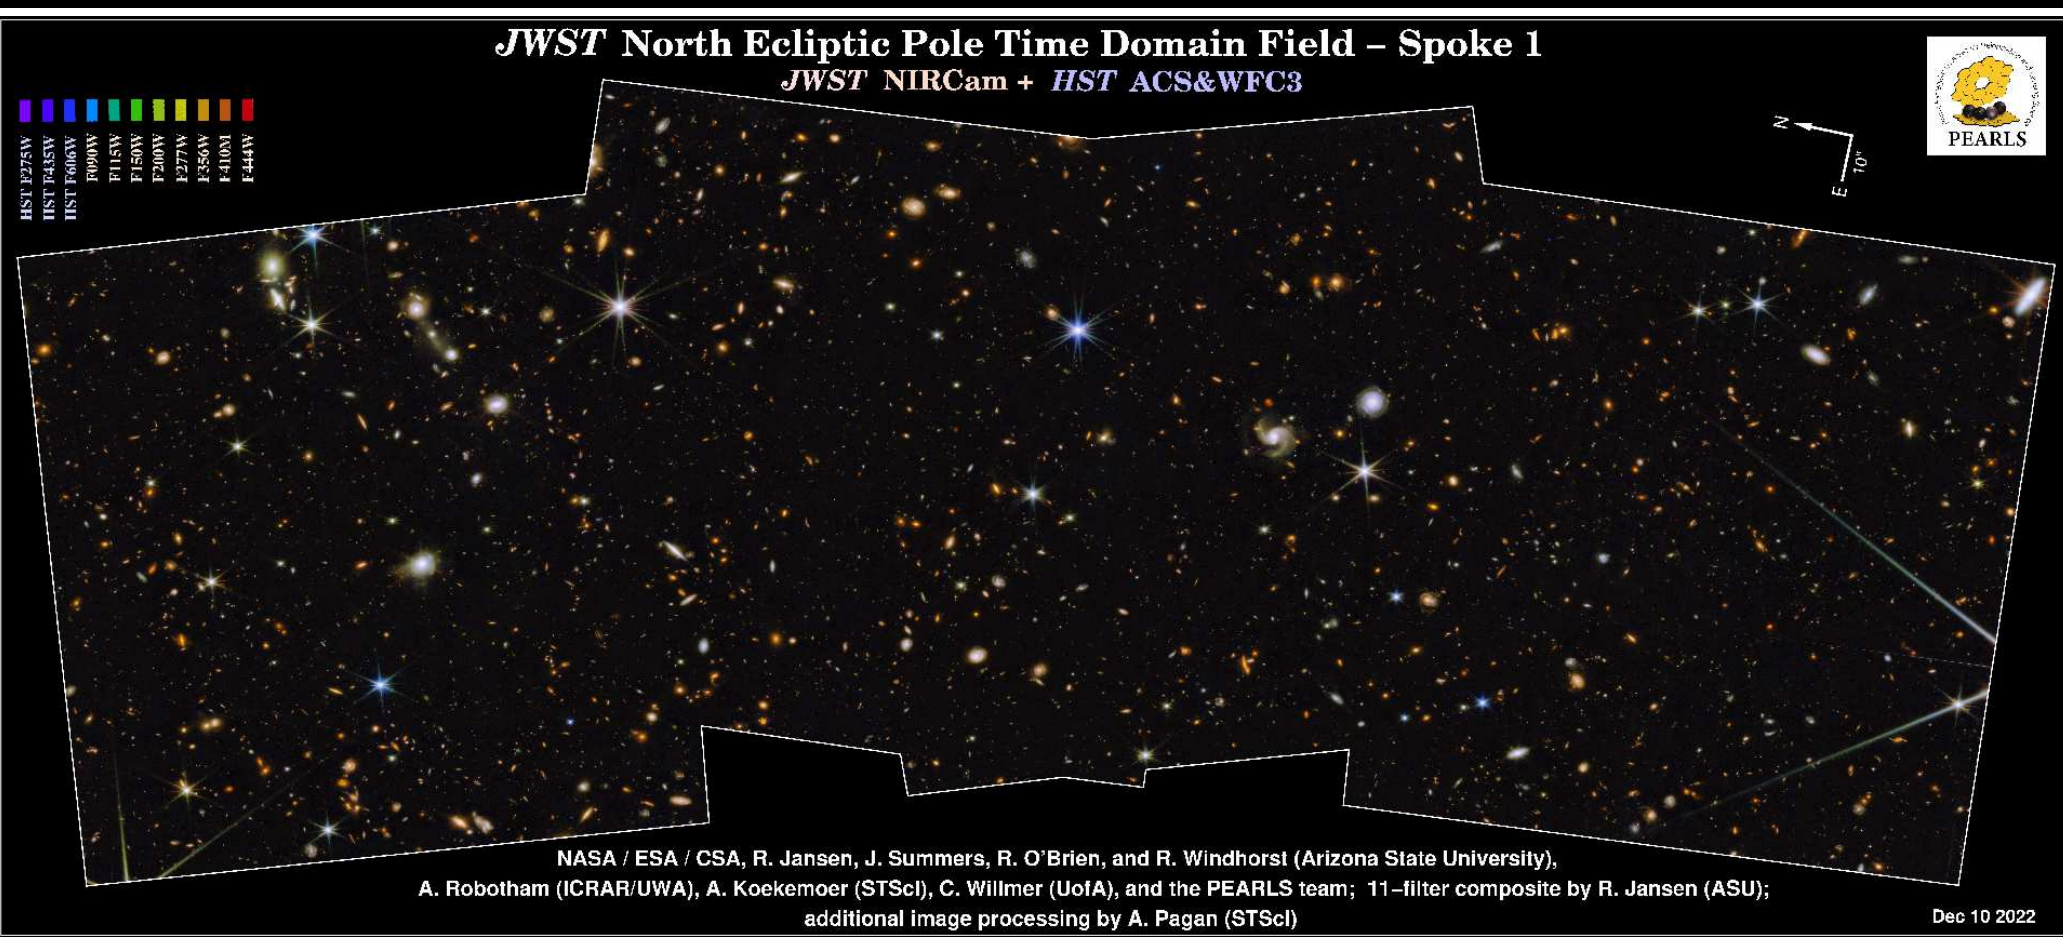 JWST North Ecliptic Pole Time Domain Field – Spoke 1
JWST NIRCam + HST ACS&WFC3
HST F275W
HST F435W
HST F606W
F090W
F115W
F150W
F200W
F277W
F356W
F410M
F444W
N
E
10"
PEARLS
NASA / ESA / CSA, R. Jansen, J. Summers, R. O'Brien, and R. Windhorst (Arizona State University),
A. Robotham (ICRAR/UWA), A. Koekemoer (STScI), C. Willmer (UofA), and the PEARLS team; 11–filter composite by R. Jansen (ASU);
additional image processing by A. Pagan (STScI)
Dec 10 2022